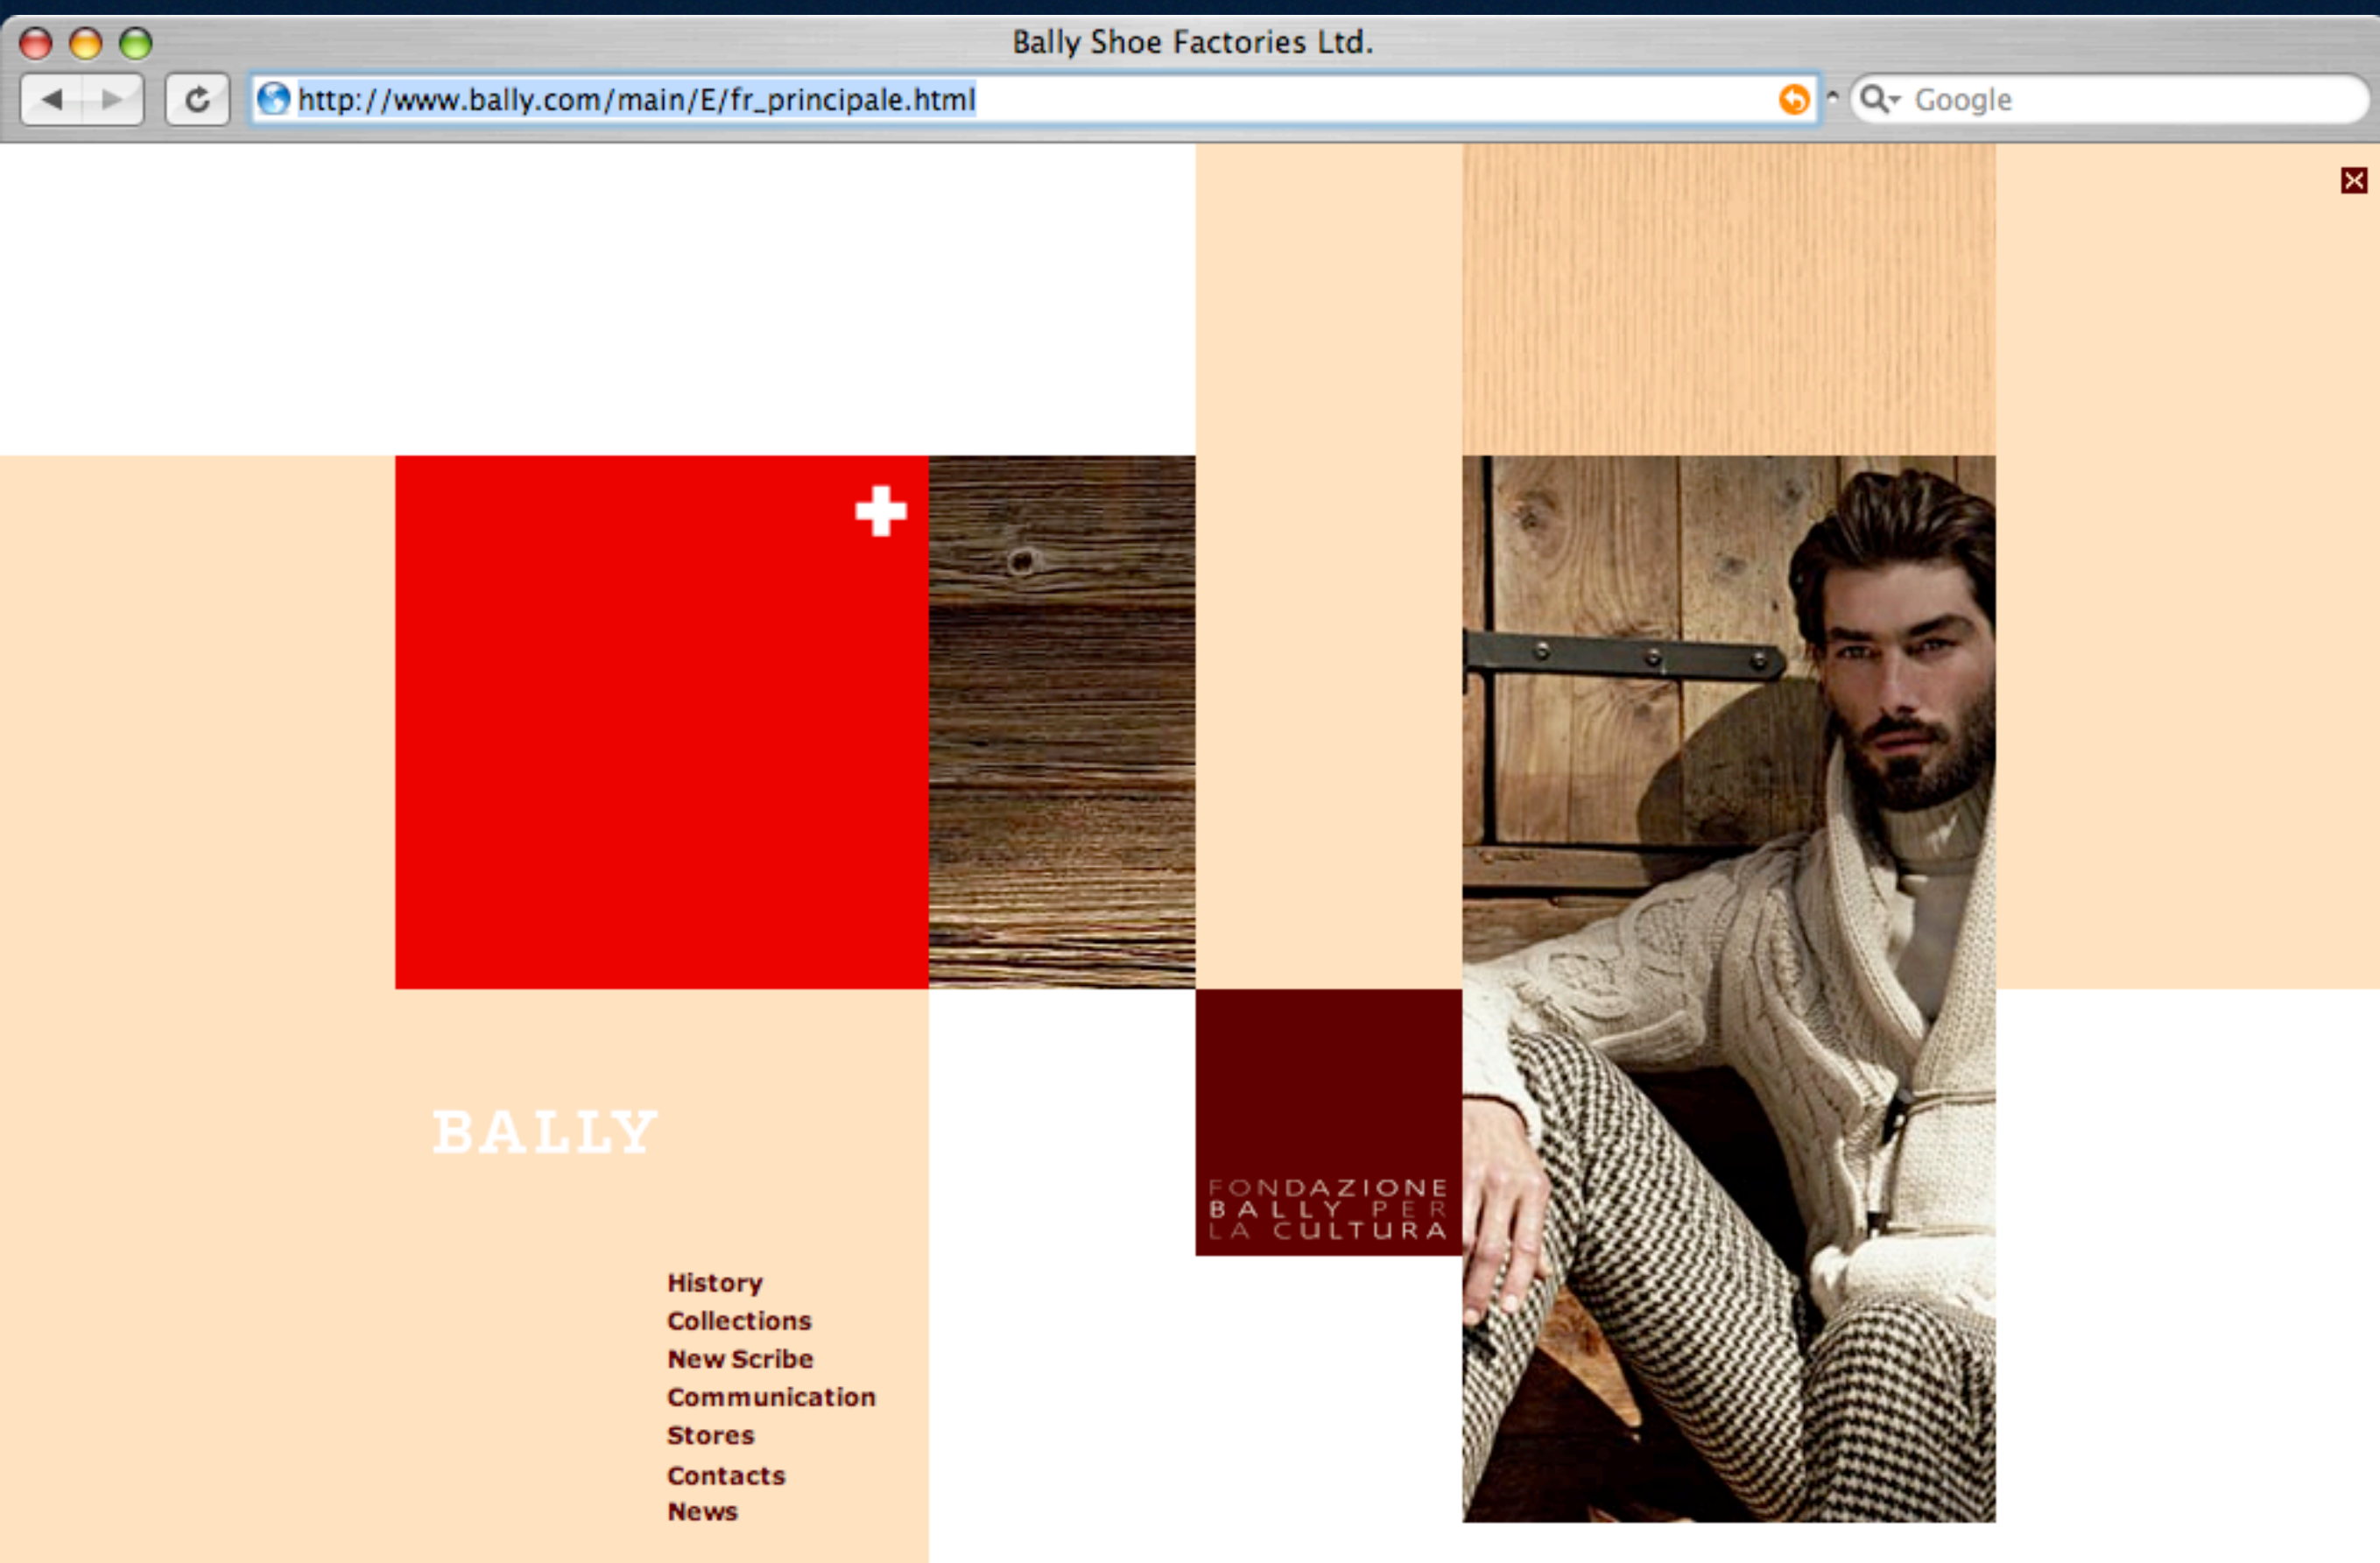 Bally Shoe Factories Ltd.
http://www.bally.com/main/E/fr_principale.html
Google
BALLY
FONDAZIONE
BALLY PER
LA CULTURA
History
Collections
New Scribe
Communication
Stores
Contacts
News